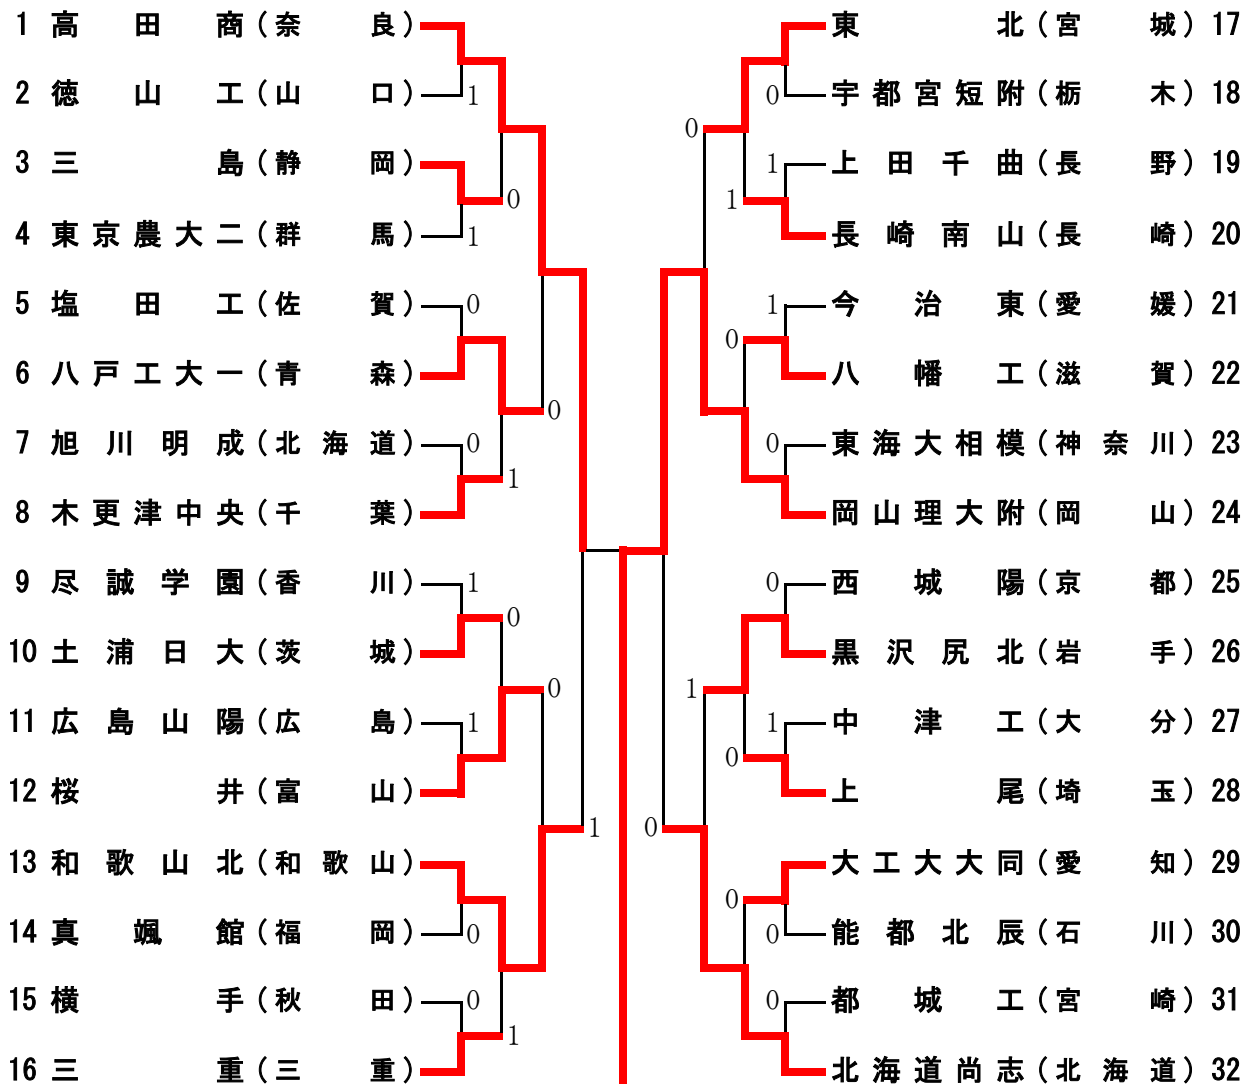 1 高田商(奈良)
2 徳山工(山口) 1
3 三島(静岡) 0
4 東京農大二(群馬) 1
5 塩田工(佐賀) 0
6 八戸工大一(青森) 0
7 旭川明成(北海道) 0
8 木更津中央(千葉) 1
9 尽誠学園(香川) 1
10 土浦日大(茨城) 0
11 広島山陽(広島) 1
12 桜井(富山) 0
13 和歌山北(和歌山) 1
14 真颯館(福岡) 0
15 横手(秋田) 0
16 三重(三重) 1
東北(宮城) 17
0 宇都宮短附(栃木) 18
0
1 上田千曲(長野) 19
1 長崎南山(長崎) 20
1 今治東(愛媛) 21
0 八幡工(滋賀) 22
0 東海大相模(神奈川) 23
岡山理大附(岡山) 24
0 西城陽(京都) 25
黒沢尻北(岩手) 26
1
1 中津工(大分) 27
0 上尾(埼玉) 28
0 大工大大同(愛知) 29
0
0 能都北辰(石川) 30
0 都城工(宮崎) 31
北海道尚志(北海道) 32